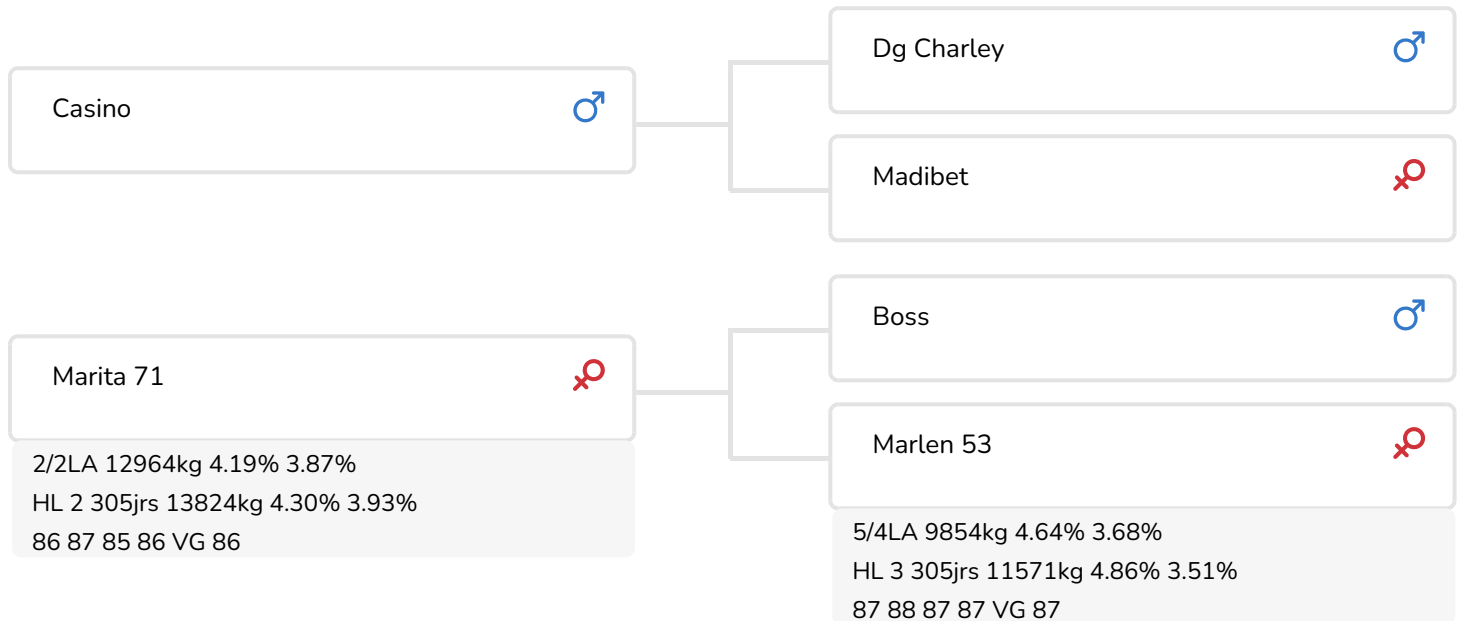 Dg Charley
Casino
Madibet
Boss
Marita 71
2/2LA 12964kg 4.19% 3.87%
HL 2 305jrs 13824kg 4.30% 3.93%
86 87 85 86 VG 86
Marlen 53
5/4LA 9854kg 4.64% 3.68%
HL 3 305jrs 11571kg 4.86% 3.51%
87 88 87 87 VG 87